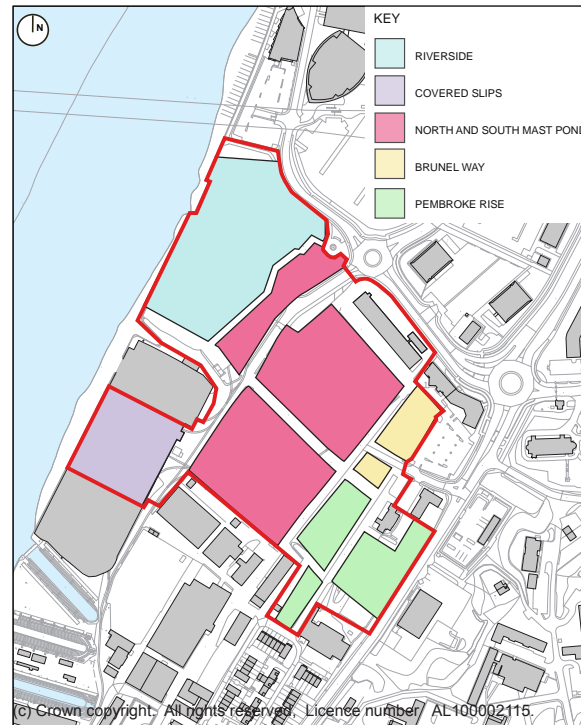 N
KEY
RIVERSIDE
COVERED SLIPS
NORTH AND SOUTH MAST POND
BRUNEL WAY
PEMBROKE RISE
(c) Crown copyright. All rights reserved. Licence number AL100002115.